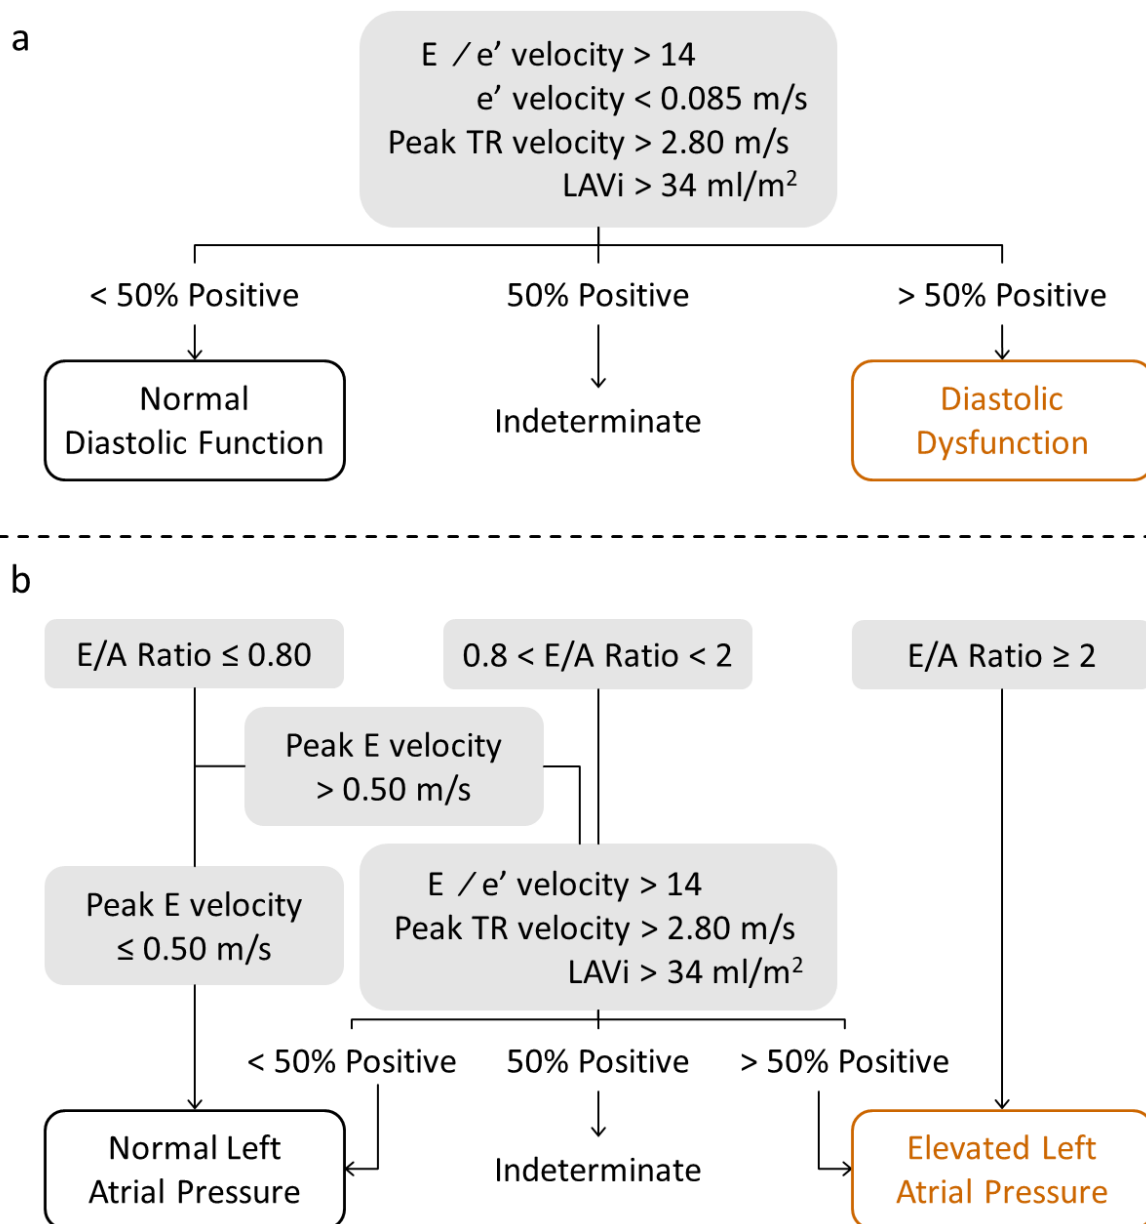 a
E / e’ velocity > 14
e’ velocity < 0.085 m/s
Peak TR velocity > 2.80 m/s
LAVi > 34 ml/m²
< 50% Positive
50% Positive
> 50% Positive
Normal
Diastolic Function
Indeterminate
Diastolic
Dysfunction
b
E/A Ratio ≤ 0.80
0.8 < E/A Ratio < 2
E/A Ratio ≥ 2
Peak E velocity
> 0.50 m/s
Peak E velocity
≤ 0.50 m/s
E / e’ velocity > 14
Peak TR velocity > 2.80 m/s
LAVi > 34 ml/m²
< 50% Positive
50% Positive
> 50% Positive
Normal Left
Atrial Pressure
Indeterminate
Elevated Left
Atrial Pressure